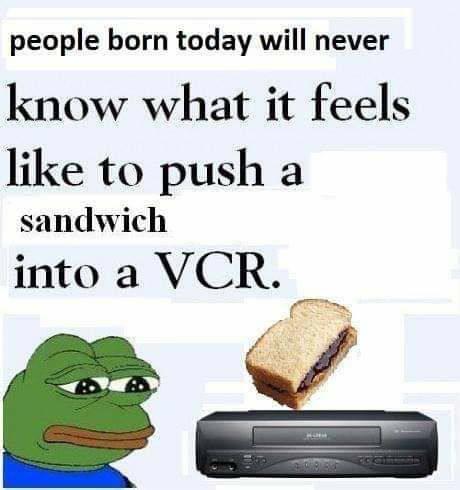 people born today will never
know what it feels
like to push a
sandwich
into a VCR.